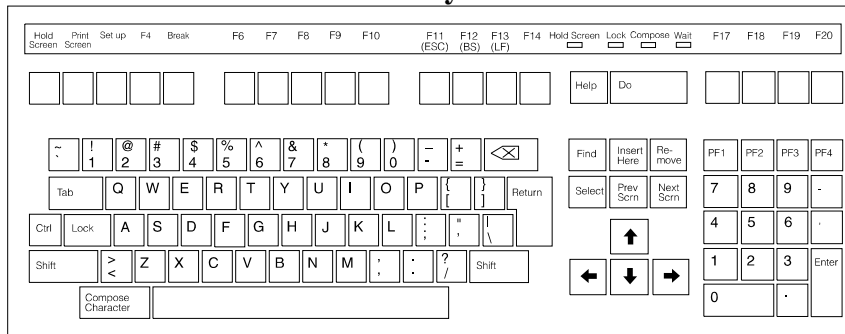 Hold Screen Print Screen Set up F4 Break F6 F7 F8 F9 F10 F11 (ESC) F12 (BS) F13 (LF) F14 Hold Screen Lock Compose Wait F17 F18 F19 F20
Help Do
~ ` ! 1 @ 2 # 3 $ 4 % 5 ^ 6 & 7 * 8 ( 9 ) 0 – - + = Find Insert Here Re-move PF1 PF2 PF3 PF4
Tab Q W E R T Y U I O P { [ } ] Return Select Prev Scrn Next Scrn 7 8 9 -
Ctrl Lock A S D F G H J K L : ; " ' | \ 4 5 6 ,
Shift > < Z X C V B N M , , . . ? / Shift 1 2 3 Enter
Compose Character 0 .